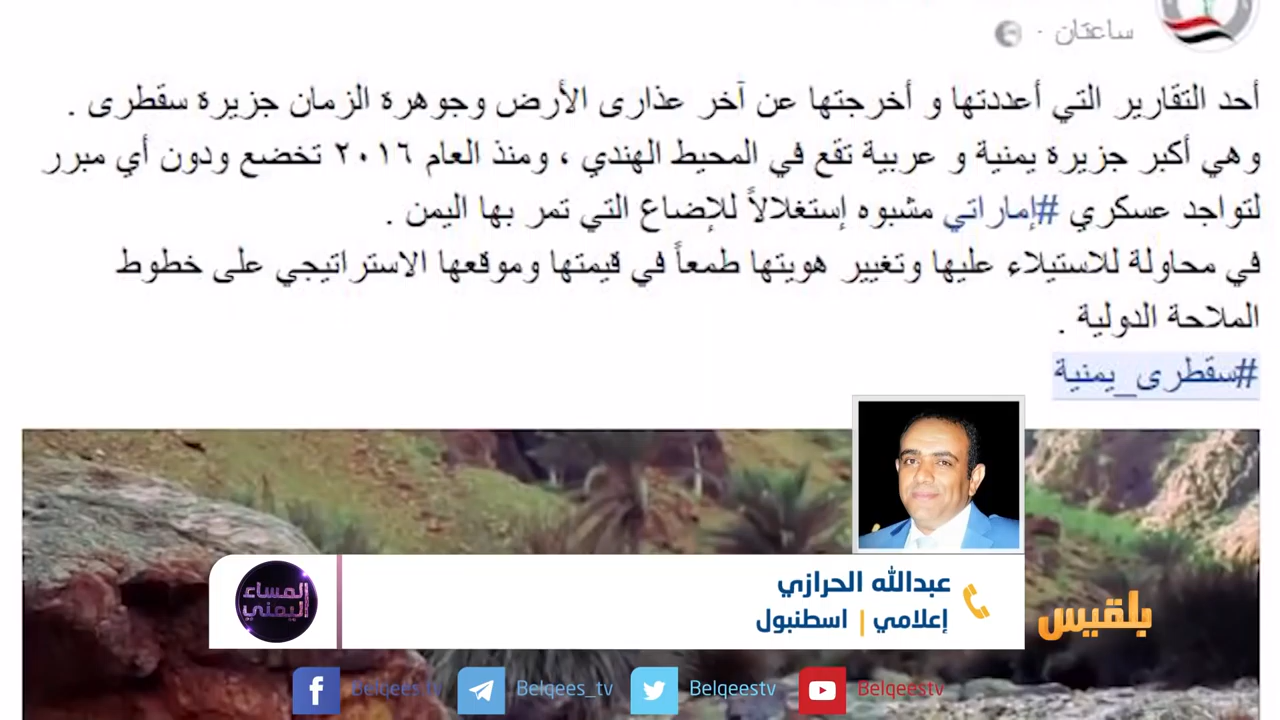 ساعتان ·
أحد التقارير التي أعددتها و أخرجتها عن آخر عذارى الأرض وجوهرة الزمان جزيرة سقطرى .
وهي أكبر جزيرة يمنية و عربية تقع في المحيط الهندي ، ومنذ العام ٢٠١٦ تخضع ودون أي مبرر
لتواجد عسكري #إماراتي مشبوه إستغلالاً للإضاع التي تمر بها اليمن .
في محاولة للاستيلاء عليها وتغيير هويتها طمعاً في قيمتها وموقعها الاستراتيجي على خطوط
الملاحة الدولية .
#سقطرى_يمنية
عبدالله الحرازي
إعلامي | اسطنبول
بلقيس
المساء
اليمني
Belqees.tv
Belqees_tv
Belqeestv
Belqeestv